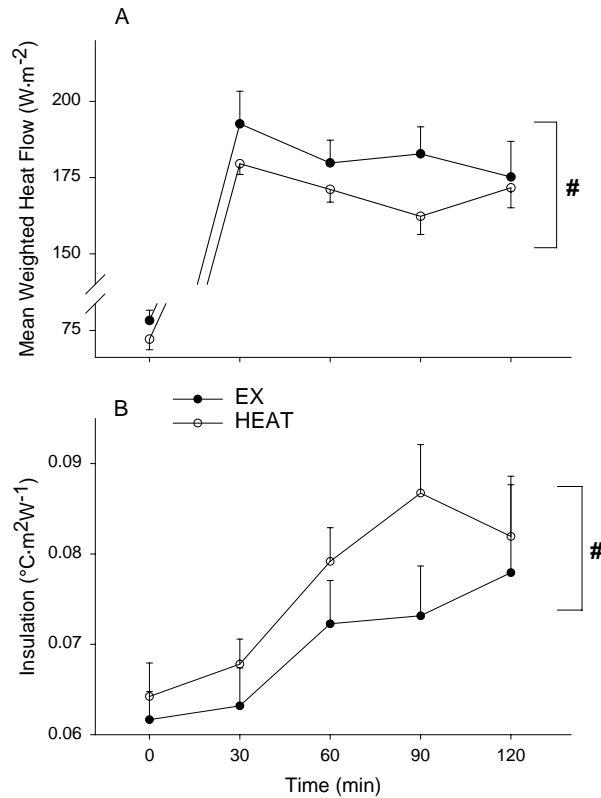 A
Mean Weighted Heat Flow (W·m-2)
200
175
150
75
#
B
EX
HEAT
Insulation (°C·m2W-1)
0.09
0.08
0.07
0.06
#
0
30
60
90
120
Time (min)